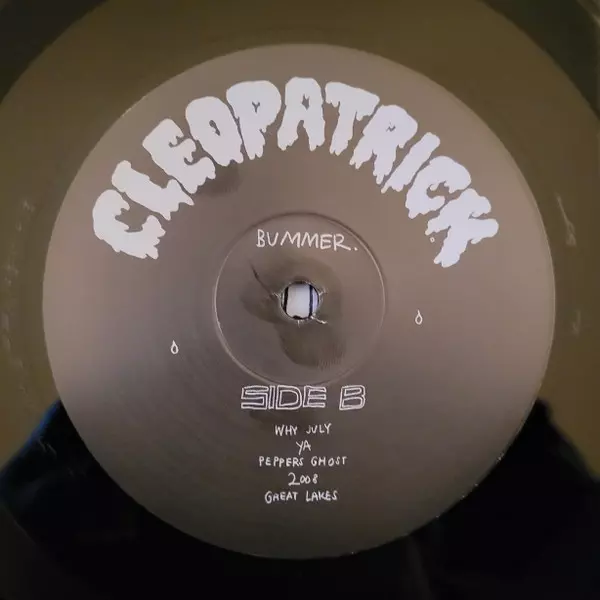 CLEOPATRICK
BUMMER.
SIDE B
WHY JULY
YA
PEPPERS GHOST
2008
GREAT LAKES